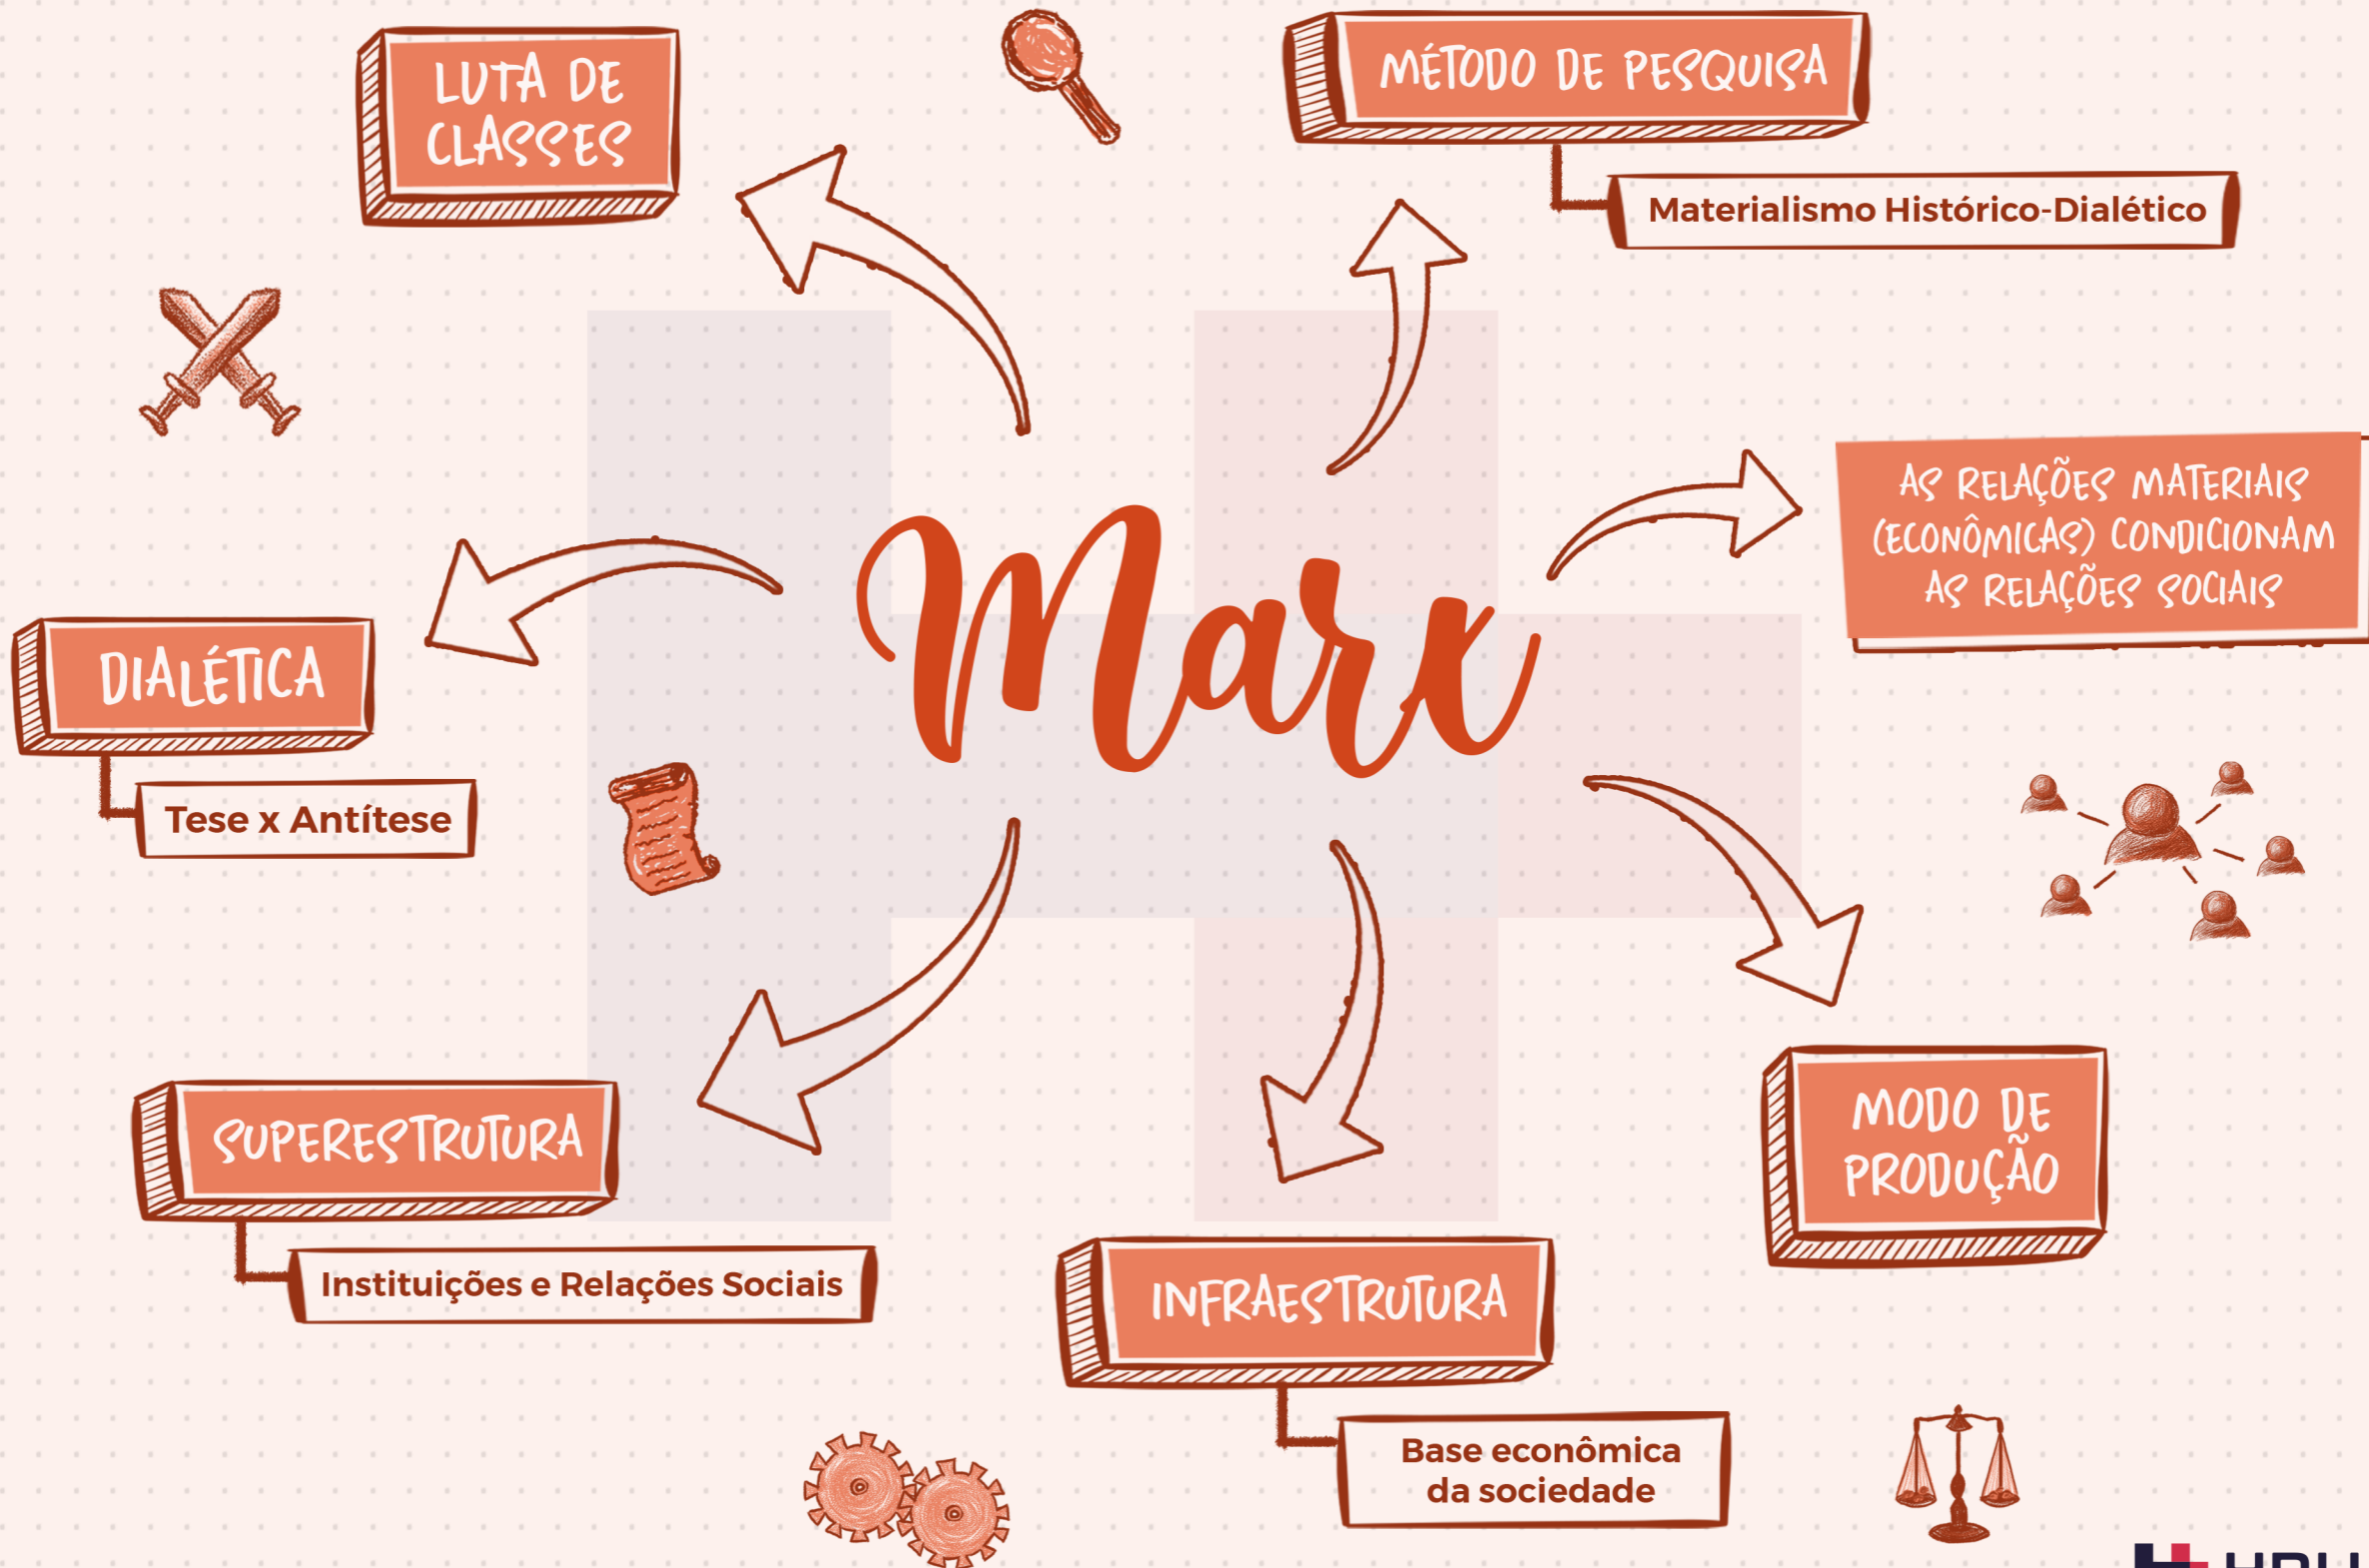 LUTA DE
CLASSES
MÉTODO DE PESQUISA
Materialismo Histórico-Dialético
AS RELAÇÕES MATERIAIS
(ECONÔMICAS) CONDICIONAM
AS RELAÇÕES SOCIAIS
Marx
DIALÉTICA
Tese x Antítese
SUPERESTRUTURA
Instituições e Relações Sociais
MODO DE
PRODUÇÃO
INFRAESTRUTURA
Base econômica
da sociedade